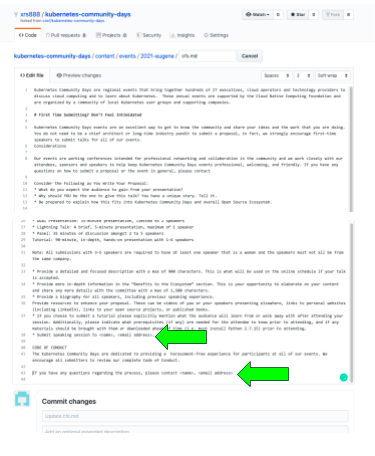 xrs888 / kubernetes-community-days
Watch 0 Star 3 Fork
Code Pull requests Projects Security Insights Settings
kubernetes-community-days / content / events / 2021-eugene / cfs.md Cancel
Edit file Preview changes Spaces 2 Soft wrap
1 Kubernetes Community Days are regional events that bring together hundreds of IT executives, cloud operators and technology providers to
discuss cloud computing and to learn about Kubernetes. These annual events are supported by the Cloud Native Computing Foundation and
are organized by a community of local Kubernetes user groups and supporting companies.
# First Time Submitting? Don't Feel Intimidated
Kubernetes Community Days events are an excellent way to get to know the community and share your ideas and the work that you are doing.
You do not need to be a chief architect or long-time industry pundit to submit a proposal, in fact, we strongly encourage first-time
speakers to submit talks for all of our events.
Considerations
Our events are working conferences intended for professional networking and collaboration in the community and we work closely with our
attendees, sponsors and speakers to help keep Kubernetes Community Days events professional, welcoming, and friendly. If you have any
questions on how to submit a proposal or the event in general, please contact
Consider the Following as You Write Your Proposal:
* What do you expect the audience to gain from your presentation?
* Why should YOU be the one to give this talk? You have a unique story. Tell it.
* Be prepared to explain how this fits into Kubernetes Community Days and overall Open Source Ecosystem.
* Dual Presentation: 35-minute presentation, limited to 2 speakers
* Lightning Talk: A brief, 5-minute presentation, maximum of 1 speaker
* Panel: 35 minutes of discussion amongst 2 to 5 speakers
Tutorial: 90-minute, in-depth, hands-on presentation with 1-4 speakers
Note: All submissions with 3-5 speakers are required to have at least one speaker that is a woman and the speakers must not all be from
the same company.
* Provide a detailed and focused description with a max of 900 characters. This is what will be used on the online schedule if your talk
is accepted.
* Provide more in-depth information in the "Benefits to the Ecosystem" section. This is your opportunity to elaborate on your content
and share any more details with the committee with a max of 1,500 characters.
* Provide a biography for all speakers, including previous speaking experience.
Provide resources to enhance your proposal. These can be videos of you or your speakers presenting elsewhere, links to personal websites
(including LinkedIn), links to your open source projects, or published books.
* If you choose to submit a tutorial please explicitly mention what the audience will learn from or walk away with after attending your
session. Additionally, please indicate what prerequisites (if any) are needed for the attendee to know prior to attending, and if any
materials should be brought with them or downloaded ahead of time (i.e. must install Python 2.7.15) prior to attending.
* Submit speaking session to <name, email address>.
CODE OF CONDUCT
The Kubernetes Community Days are dedicated to providing a harassment-free experience for participants at all of our events. We
encourage all submitters to review our complete Code of Conduct.
If you have any questions regarding the process, please contact <name, email address>
Commit changes
Update cfs.md
Add an optional extended description